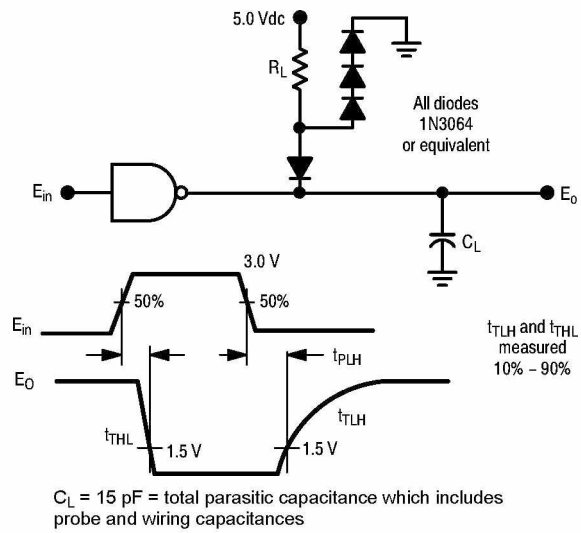 5.0 Vdc
RL
All diodes
1N3064
or equivalent
Ein
Eo
CL
3.0 V
50%
50%
Ein
tPLH
tTLH and tTHL
measured
10% – 90%
EO
tTHL
1.5 V
tTLH
1.5 V
CL = 15 pF = total parasitic capacitance which includes
probe and wiring capacitances